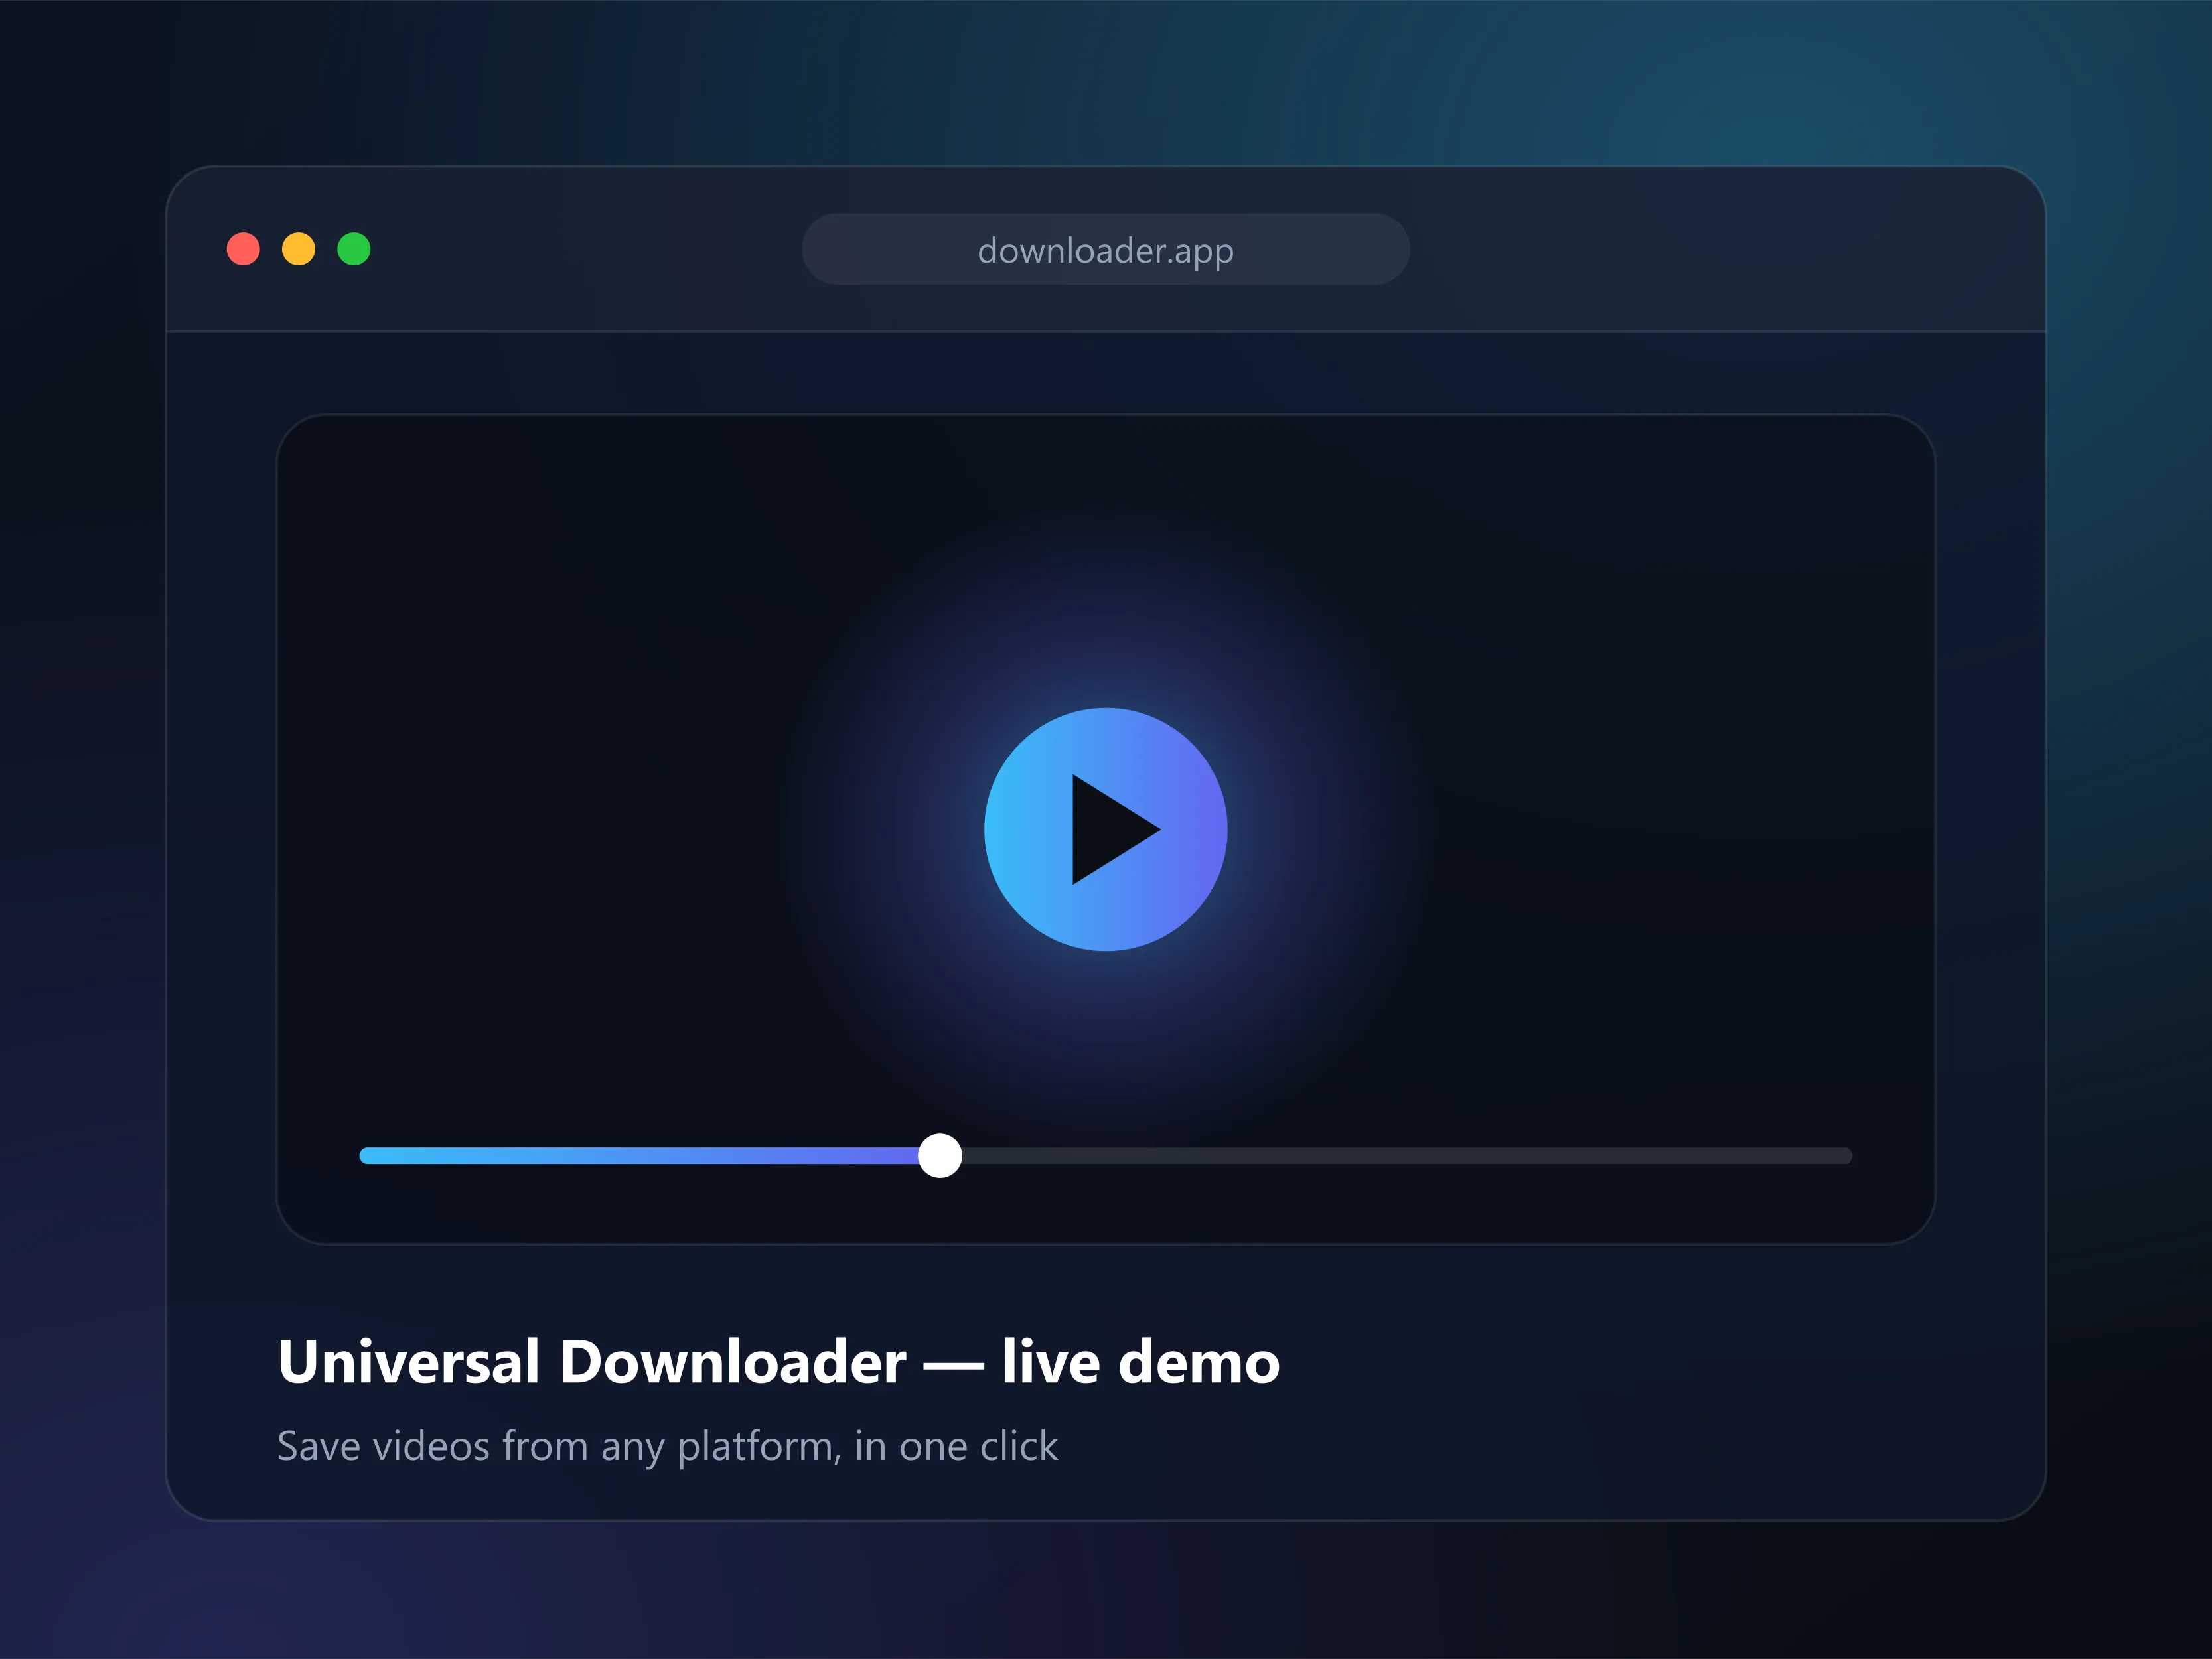 downloader.app
Universal Downloader — live demo
Save videos from any platform, in one click